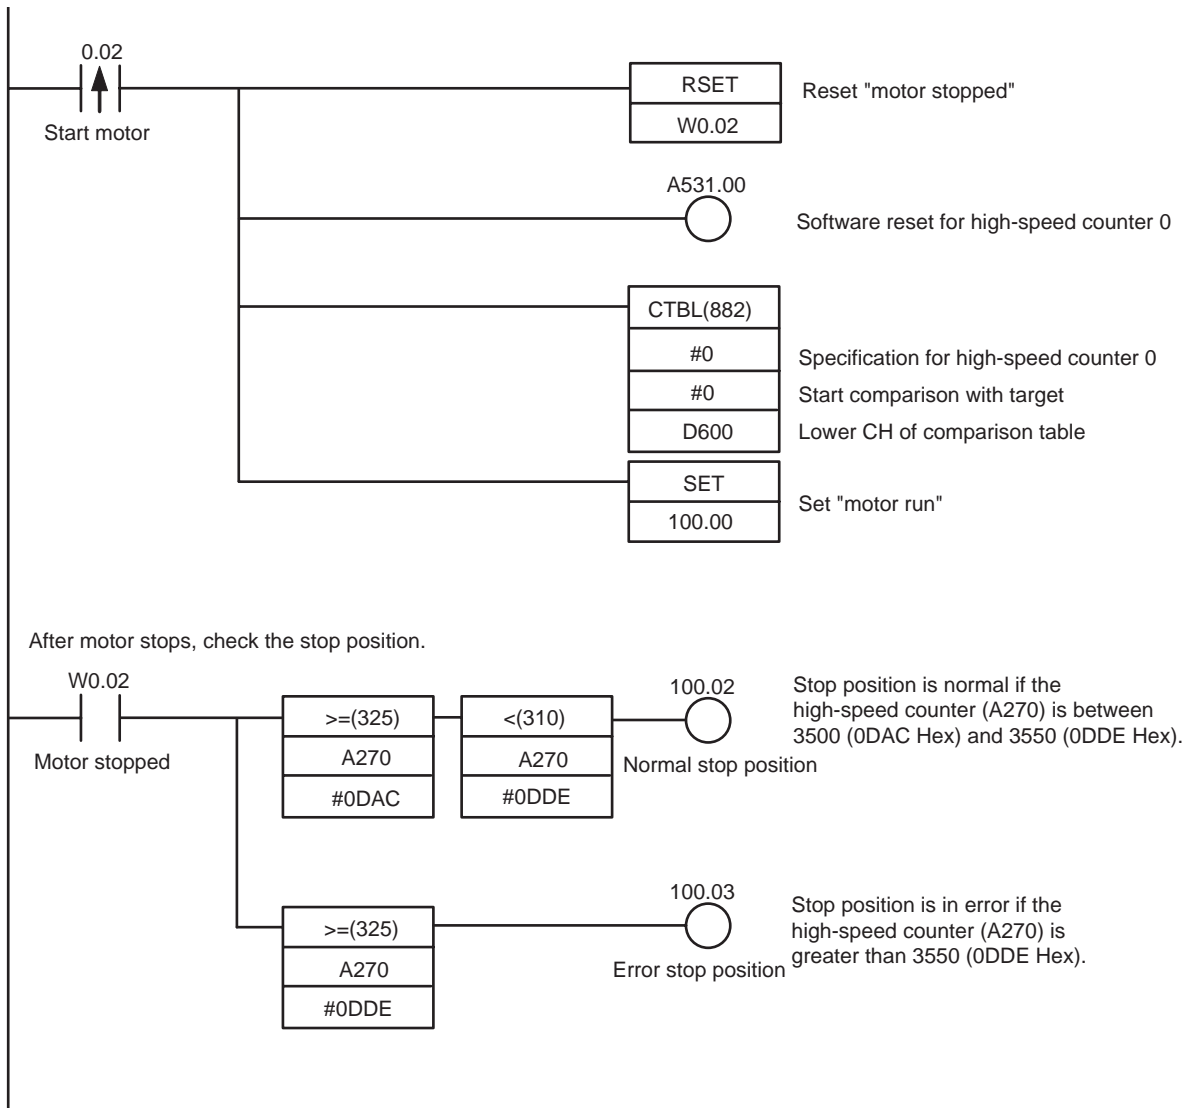 0.02
Start motor
RSET
W0.02
Reset "motor stopped"
A531.00
Software reset for high-speed counter 0
CTBL(882)
#0
Specification for high-speed counter 0
#0
Start comparison with target
D600
Lower CH of comparison table
SET
100.00
Set "motor run"
After motor stops, check the stop position.
W0.02
Motor stopped
>=(325)
A270
#0DAC
<(310)
A270
#0DDE
100.02
Normal stop position
Stop position is normal if the
high-speed counter (A270) is between
3500 (0DAC Hex) and 3550 (0DDE Hex).
>=(325)
A270
#0DDE
100.03
Error stop position
Stop position is in error if the
high-speed counter (A270) is
greater than 3550 (0DDE Hex).